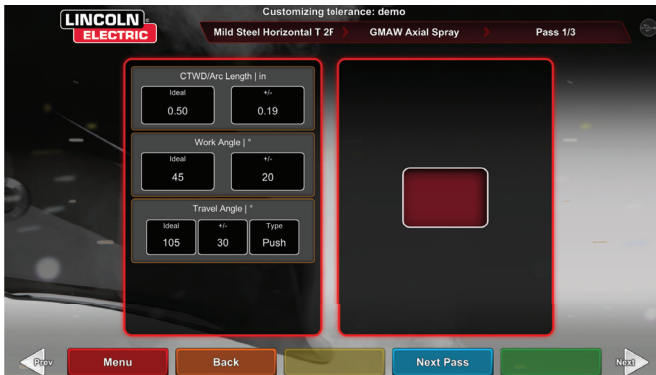 LINCOLN®
ELECTRIC
Customizing tolerance: demo
Mild Steel Horizontal T 2F
GMAW Axial Spray
Pass 1/3
CTWD/Arc Length | in
Ideal +/-
0.50 0.19
Work Angle | °
Ideal +/-
45 20
Travel Angle | °
Ideal +/- Type
105 30 Push
Prev Menu Back Next Pass Next